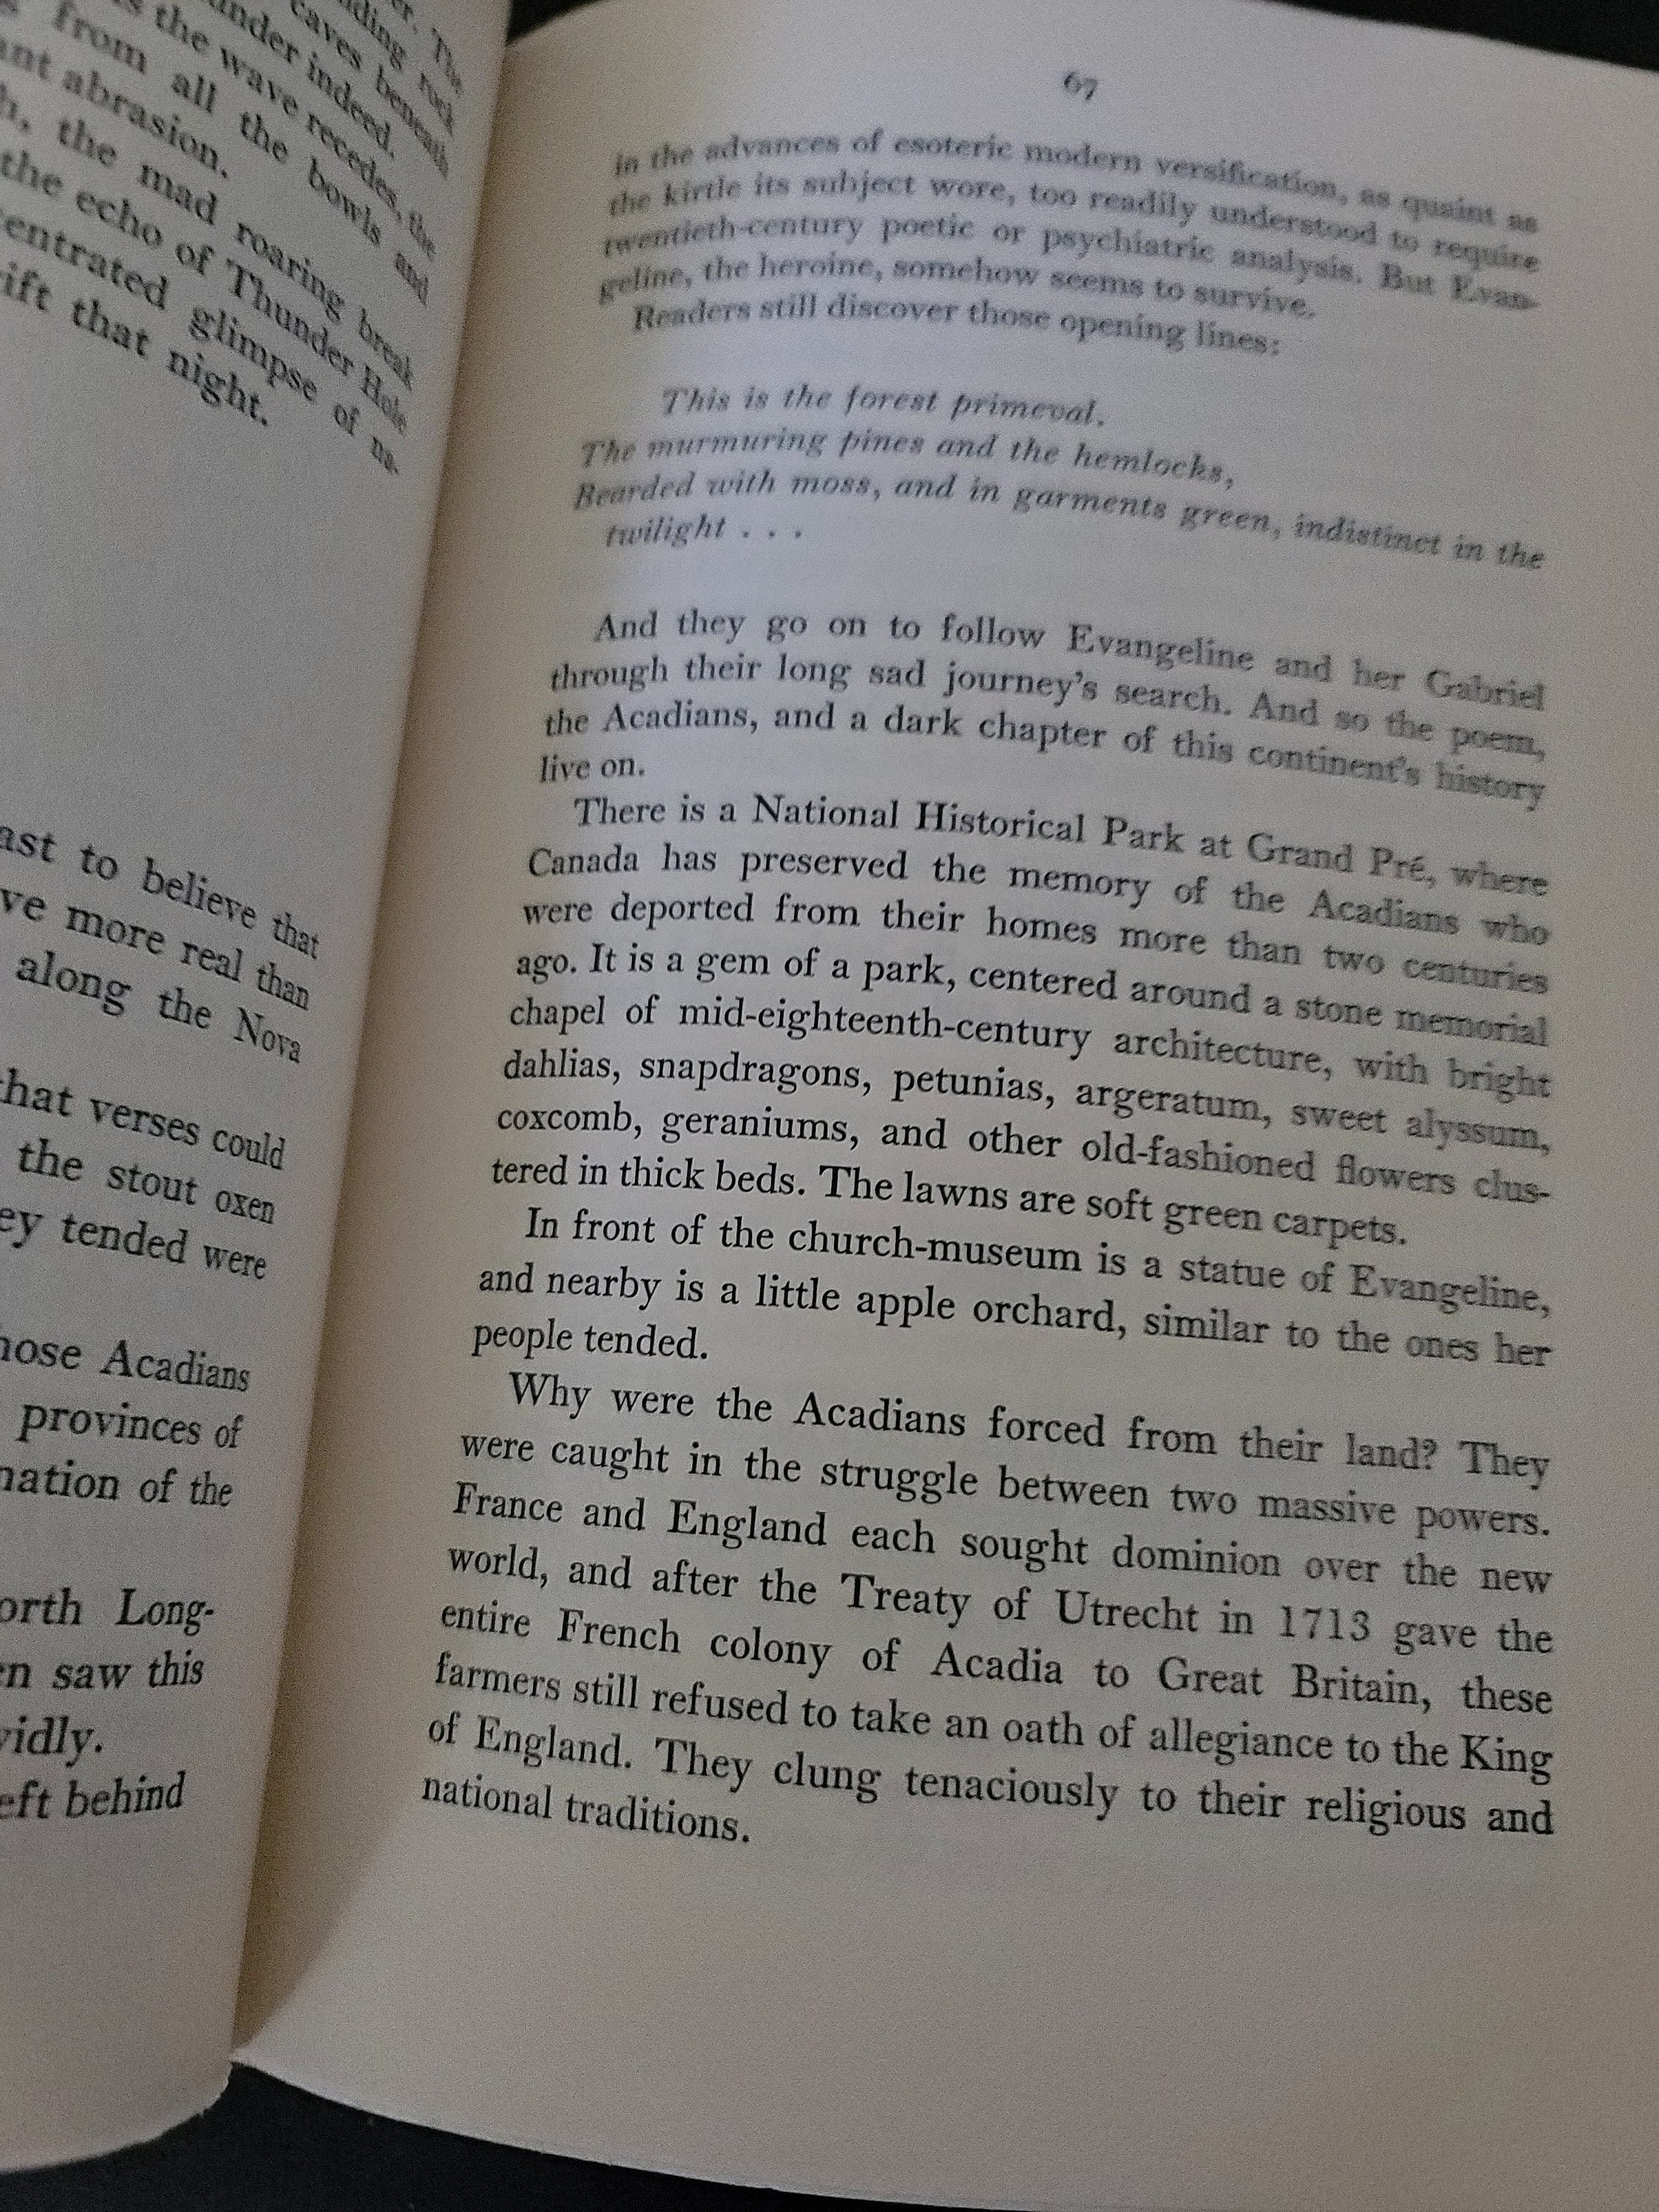 er. The
nding rock
caves beneath
under indeed.
s the wave recedes, the
from all the bowls and
ant abrasion.
the mad roaring break
the echo of Thunder Hole
entrated glimpse of na-
ift that night.
ast to believe that
ve more real than
along the Nova
hat verses could
the stout oxen
ey tended were
hose Acadians
provinces of
nation of the
orth Long-
en saw this
vidly.
eft behind
67
in the advances of esoteric modern versification, as quaint as
the kirtle its subject wore, too readily understood to require
twentieth-century poetic or psychiatric analysis. But Evan-
geline, the heroine, somehow seems to survive.
Readers still discover those opening lines:
This is the forest primeval.
The murmuring pines and the hemlocks,
Bearded with moss, and in garments green, indistinct in the
twilight . . .
And they go on to follow Evangeline and her Gabriel
through their long sad journey's search. And so the poem,
the Acadians, and a dark chapter of this continent's history
live on.
There is a National Historical Park at Grand Pré, where
Canada has preserved the memory of the Acadians who
were deported from their homes more than two centuries
ago. It is a gem of a park, centered around a stone memorial
chapel of mid-eighteenth-century architecture, with bright
dahlias, snapdragons, petunias, argeratum, sweet alyssum,
coxcomb, geraniums, and other old-fashioned flowers clus-
tered in thick beds. The lawns are soft green carpets.
In front of the church-museum is a statue of Evangeline,
and nearby is a little apple orchard, similar to the ones her
people tended.
Why were the Acadians forced from their land? They
were caught in the struggle between two massive powers.
France and England each sought dominion over the new
world, and after the Treaty of Utrecht in 1713 gave the
entire French colony of Acadia to Great Britain, these
farmers still refused to take an oath of allegiance to the King
of England. They clung tenaciously to their religious and
national traditions.